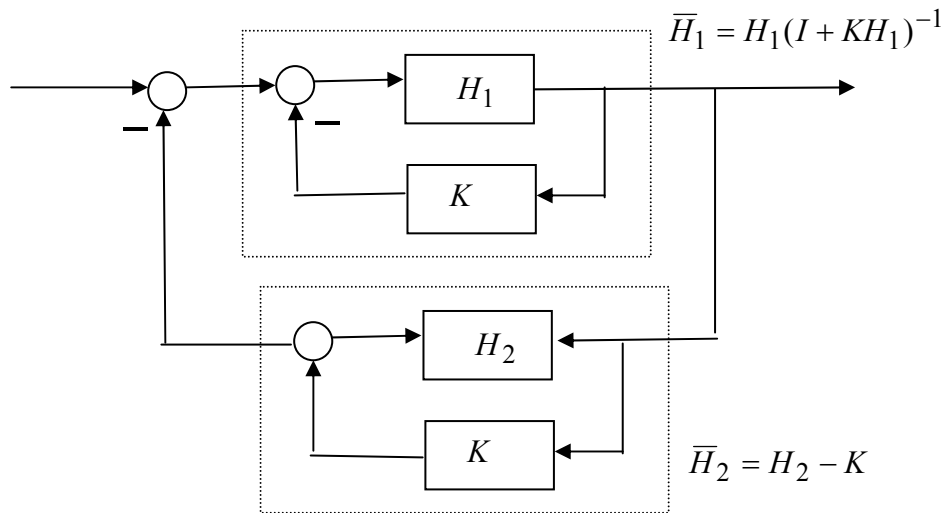 H̅₁ = H₁(I + KH₁)⁻¹
H₁
−
−
K
H₂
K
H̅₂ = H₂ − K